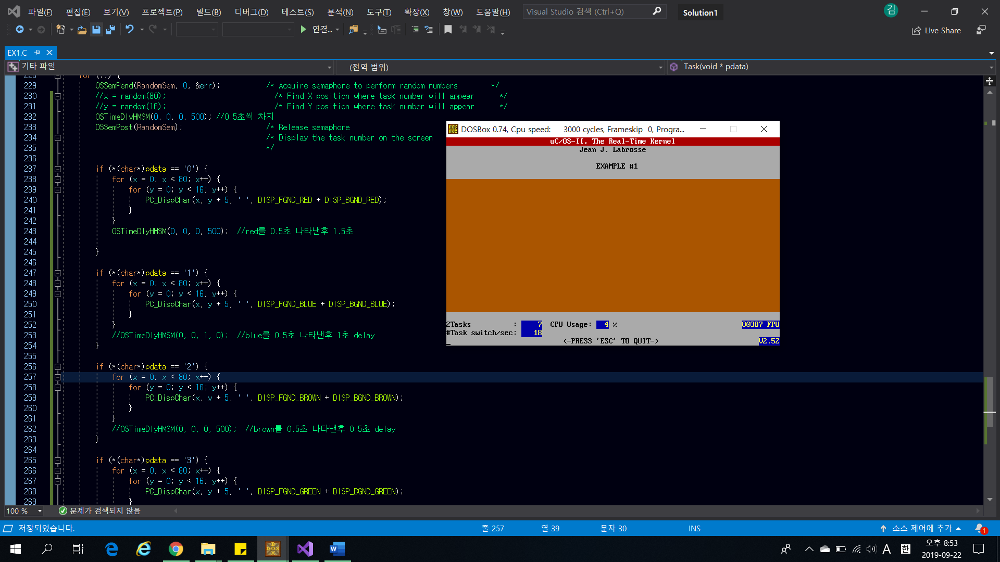 파일(F) 편집(E) 보기(V) 프로젝트(P) 빌드(B) 디버그(D) 테스트(S) 분석(N) 도구(T) 확장(X) 창(W) 도움말(H) Visual Studio 검색 (Ctrl+Q) Solution1 김
연결... Live Share
EX1.C
기타 파일 (전역 범위) Task(void * pdata)
228 for (;;) {
229 OSSemPend(RandomSem, 0, &err); /* Acquire semaphore to perform random numbers */
230 //x = random(80); /* Find X position where task number will appear */
231 //y = random(16); /* Find Y position where task number will appear */
232 OSTimeDlyHMSM(0, 0, 0, 500); //0.5초씩 차지
233 OSSemPost(RandomSem); /* Release semaphore
234 /* Display the task number on the screen
235 */
236
237 if (*(char*)pdata == '0') {
238 for (x = 0; x < 80; x++) {
239 for (y = 0; y < 16; y++) {
240 PC_DispChar(x, y + 5, ' ', DISP_FGND_RED + DISP_BGND_RED);
241 }
242 }
243 OSTimeDlyHMSM(0, 0, 0, 500); //red를 0.5초 나타낸후 1.5초
244
245 }
246
247 if (*(char*)pdata == '1') {
248 for (x = 0; x < 80; x++) {
249 for (y = 0; y < 16; y++) {
250 PC_DispChar(x, y + 5, ' ', DISP_FGND_BLUE + DISP_BGND_BLUE);
251 }
252 }
253 //OSTimeDlyHMSM(0, 0, 1, 0); //blue를 0.5초 나타낸후 1초 delay
254 }
255
256 if (*(char*)pdata == '2') {
257 for (x = 0; x < 80; x++) {
258 for (y = 0; y < 16; y++) {
259 PC_DispChar(x, y + 5, ' ', DISP_FGND_BROWN + DISP_BGND_BROWN);
260 }
261 }
262 //OSTimeDlyHMSM(0, 0, 0, 500); //brown를 0.5초 나타낸후 0.5초 delay
263 }
264
265 if (*(char*)pdata == '3') {
266 for (x = 0; x < 80; x++) {
267 for (y = 0; y < 16; y++) {
268 PC_DispChar(x, y + 5, ' ', DISP_FGND_GREEN + DISP_BGND_GREEN);
269 }
DOSBox 0.74, Cpu speed: 3000 cycles, Frameskip 0, Progra...
uC/OS-II, The Real-Time Kernel
Jean J. Labrosse
EXAMPLE #1
2Tasks : 7 CPU Usage: 4 % 80387 FPU
#Task switch/sec: 18
<-PRESS 'ESC' TO QUIT-> V2.52
100 % 문제가 검색되지 않음
저장되었습니다. 줄 257 열 39 문자 30 INS 소스 제어에 추가 1
A 한 오후 8:53
2019-09-22